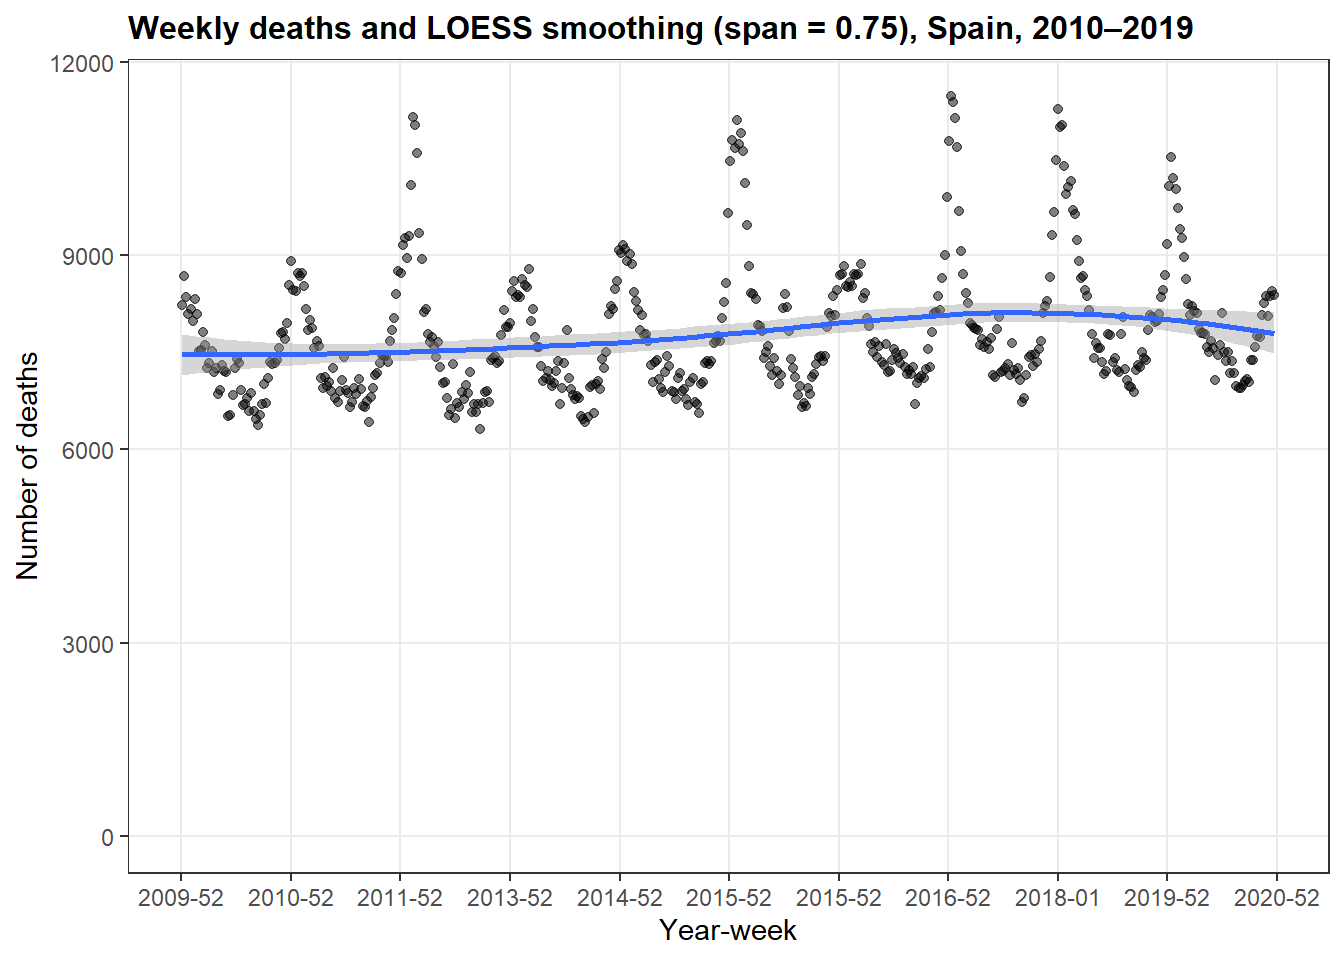 Weekly deaths and LOESS smoothing (span = 0.75), Spain, 2010–2019
12000
9000
6000
3000
0
Number of deaths
2009-52 2010-52 2011-52 2013-52 2014-52 2015-52 2015-52 2016-52 2018-01 2019-52 2020-52
Year-week